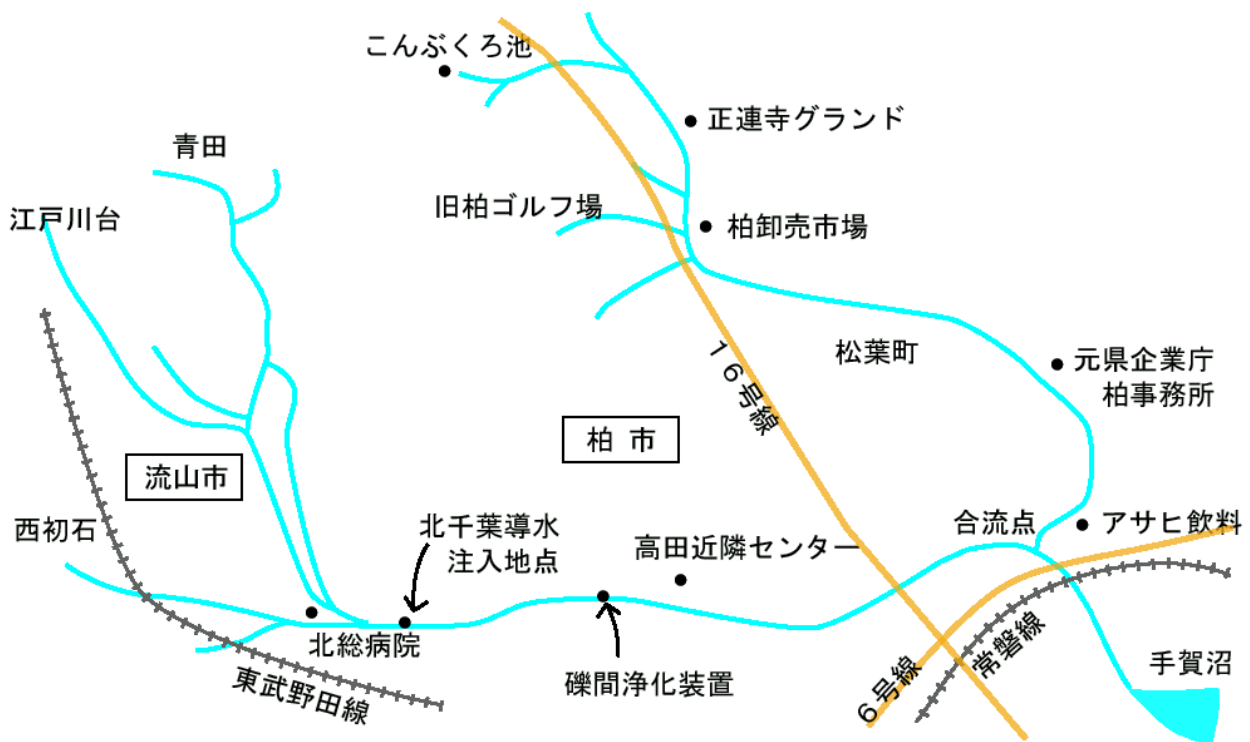 こんぶくろ池
正連寺グランド
青田
旧柏ゴルフ場
江戸川台
柏卸売市場
松葉町
16号線
元県企業庁
柏事務所
柏 市
流山市
西初石
北千葉導水
注入地点
合流点
アサヒ飲料
高田近隣センター
北総病院
礫間浄化装置
東武野田線
6号線
常磐線
手賀沼